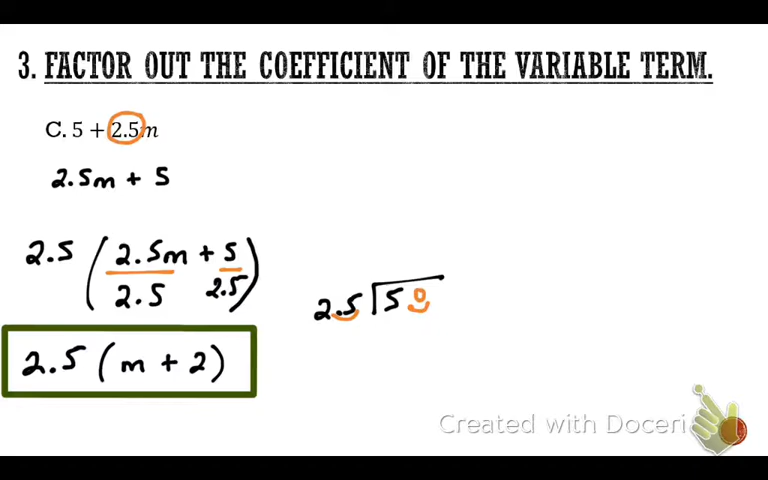 3. FACTOR OUT THE COEFFICIENT OF THE VARIABLE TERM.
C. 5 + 2.5m
2.5m + 5
2.5 ( 2.5m + 5 )
2.5 2.5
2.5 ⟌ 5 0
2.5 ( m + 2 )
Created with Doceri